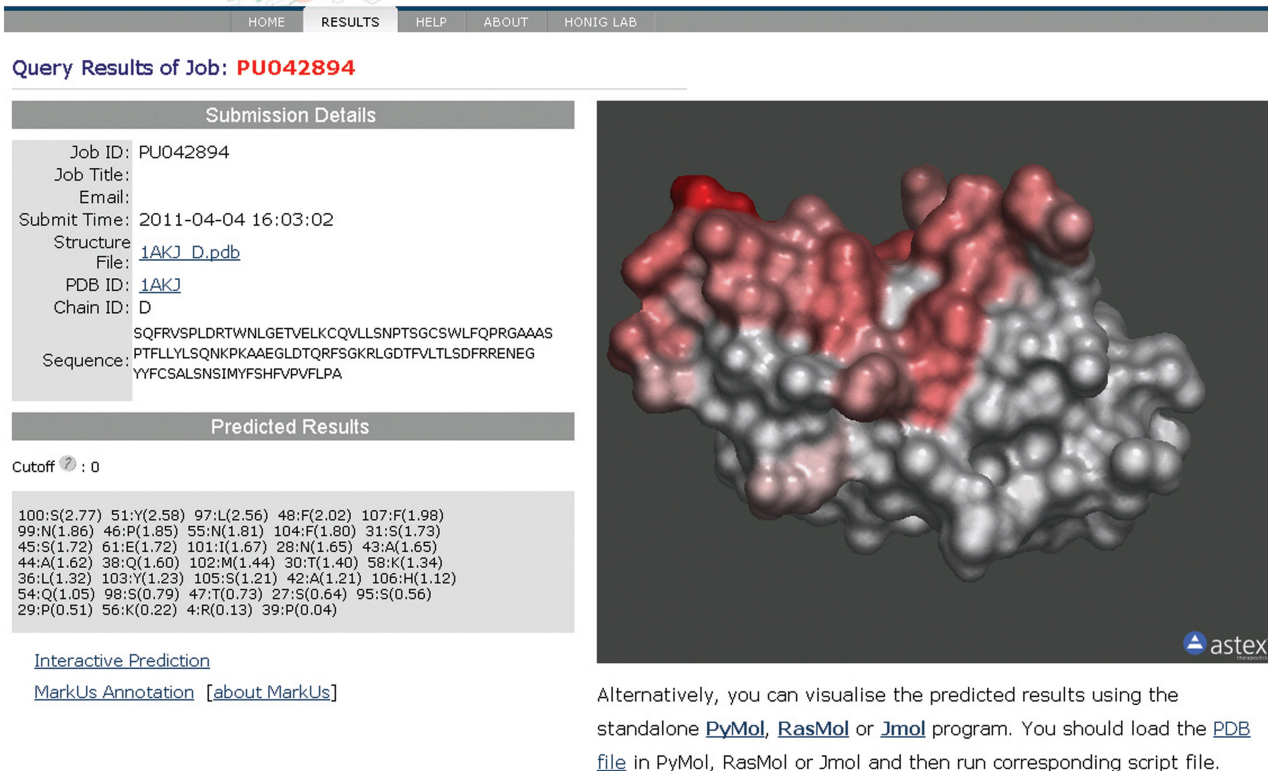 HOME RESULTS HELP ABOUT HONIG LAB
Query Results of Job: PU042894
Submission Details
Job ID: PU042894
Job Title:
Email:
Submit Time: 2011-04-04 16:03:02
Structure
File: 1AKJ_D.pdb
PDB ID: 1AKJ
Chain ID: D
SQFRVSPLDRTWNLGETVELKCQVLLSNPTSGCSWLFQPRGAAAS
Sequence: PTFLLYLSQNKPKAAEGLDTQRFSGKRLGDTFVLTLSDFRRENEG
YYFCSALSNSIMYFSHFVPVFLPA
Predicted Results
Cutoff ? : 0
100:S(2.77) 51:Y(2.58) 97:L(2.56) 48:F(2.02) 107:F(1.98)
99:N(1.86) 46:P(1.85) 55:N(1.81) 104:F(1.80) 31:S(1.73)
45:S(1.72) 61:E(1.72) 101:I(1.67) 28:N(1.65) 43:A(1.65)
44:A(1.62) 38:Q(1.60) 102:M(1.44) 30:T(1.40) 58:K(1.34)
36:L(1.32) 103:Y(1.23) 105:S(1.21) 42:A(1.21) 106:H(1.12)
54:Q(1.05) 98:S(0.79) 47:T(0.73) 27:S(0.64) 95:S(0.56)
29:P(0.51) 56:K(0.22) 4:R(0.13) 39:P(0.04)
Interactive Prediction
MarkUs Annotation [about MarkUs]
astex
therapeutics
Alternatively, you can visualise the predicted results using the
standalone PyMol, RasMol or Jmol program. You should load the PDB
file in PyMol, RasMol or Jmol and then run corresponding script file.